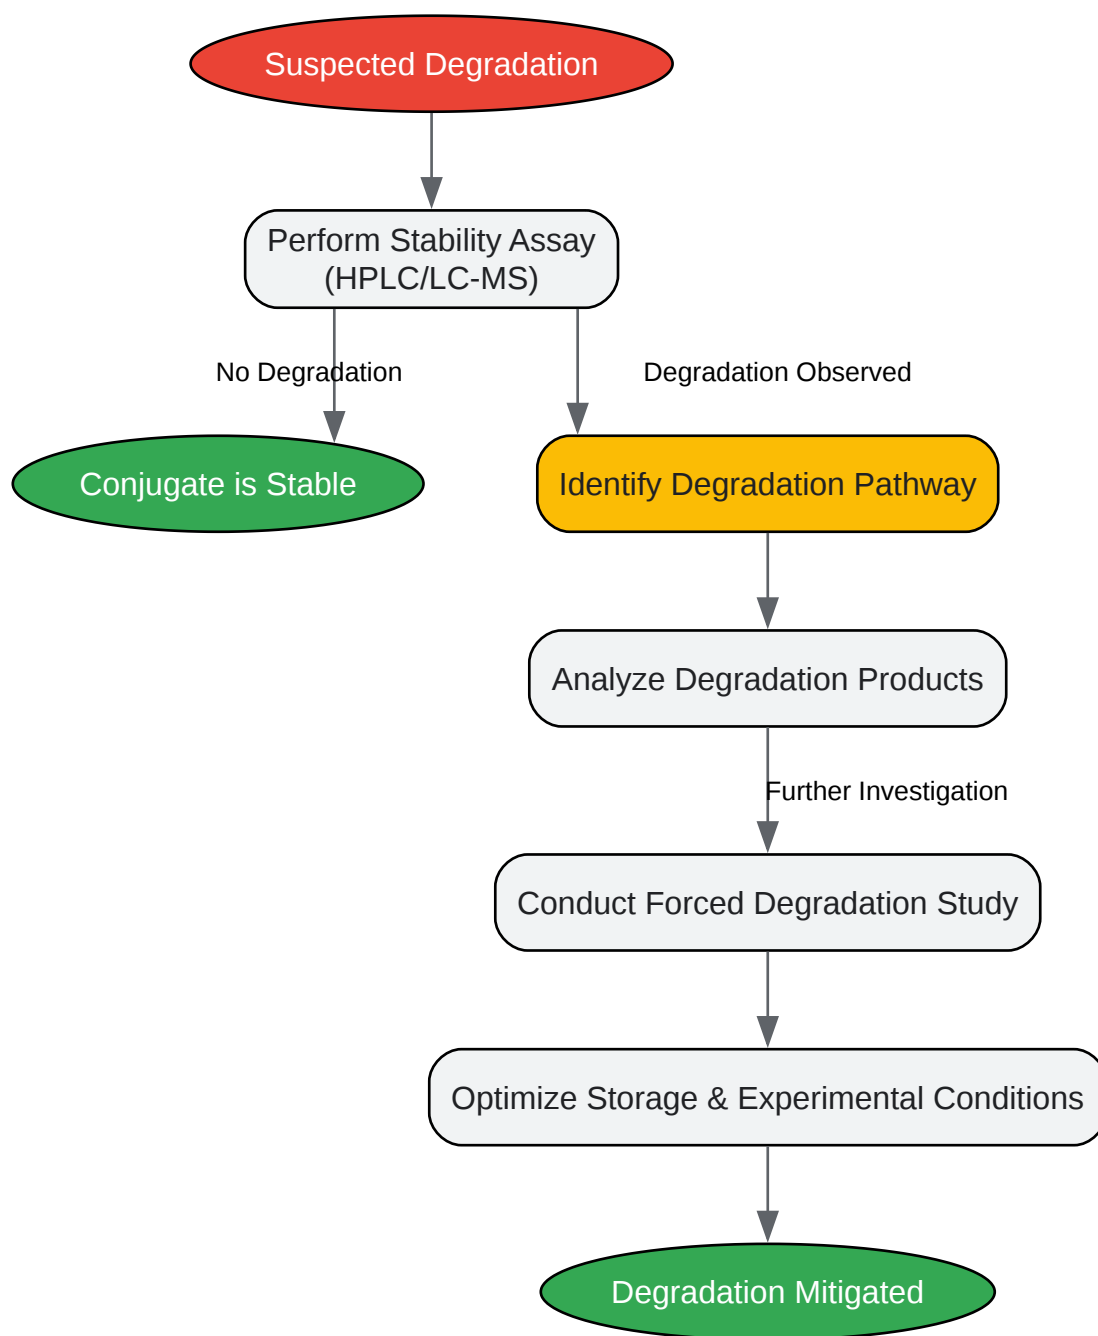 Suspected Degradation
Perform Stability Assay
(HPLC/LC-MS)
No Degradation
Degradation Observed
Conjugate is Stable
Identify Degradation Pathway
Analyze Degradation Products
Further Investigation
Conduct Forced Degradation Study
Optimize Storage & Experimental Conditions
Degradation Mitigated